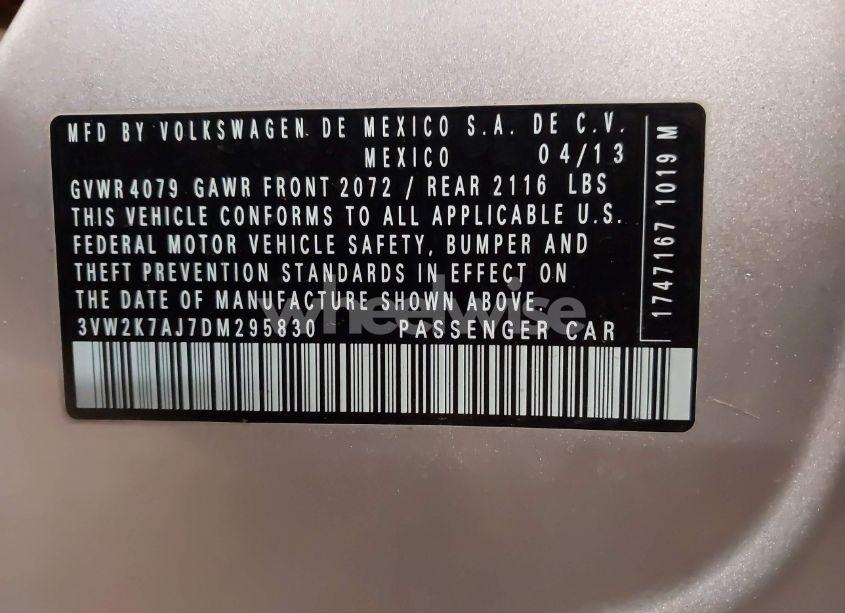 MFD BY VOLKSWAGEN DE MEXICO S.A. DE C.V.
MEXICO 04/13
GVWR 4079 GAWR FRONT 2072 / REAR 2116 LBS
THIS VEHICLE CONFORMS TO ALL APPLICABLE U.S.
FEDERAL MOTOR VEHICLE SAFETY, BUMPER AND
THEFT PREVENTION STANDARDS IN EFFECT ON
THE DATE OF MANUFACTURE SHOWN ABOVE.
3VW2K7AJ7DM295830 PASSENGER CAR
1747167 1019 M
wheelwise